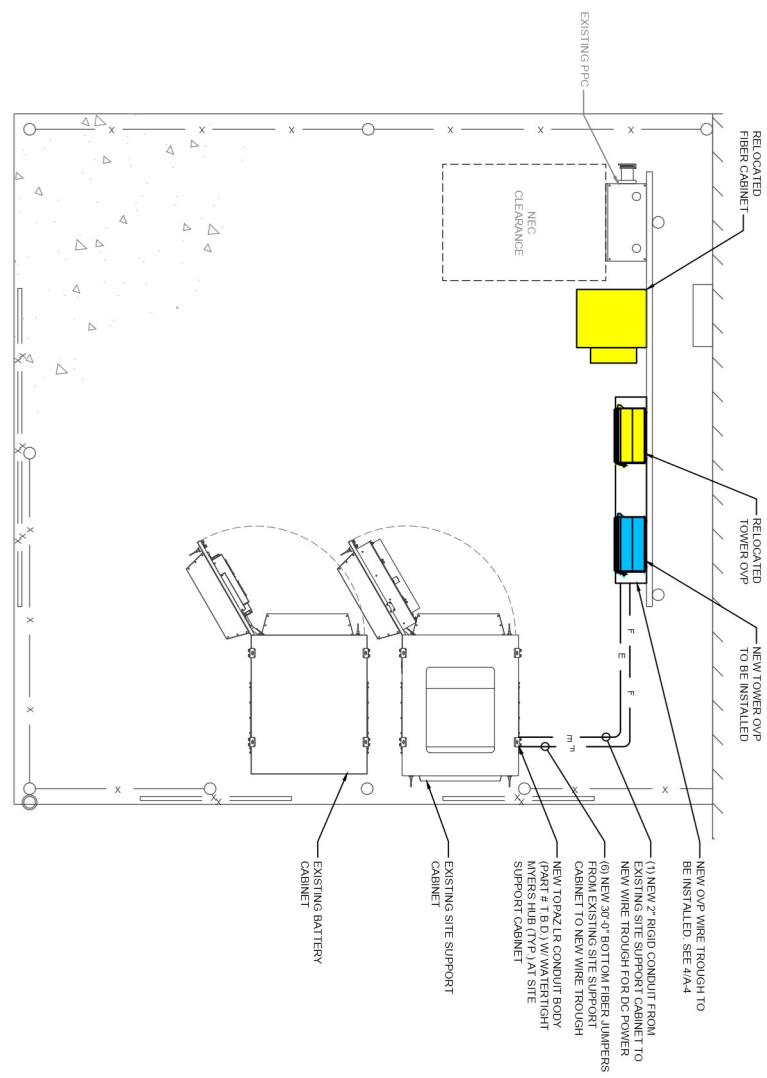 EXISTING PPC
RELOCATED
FIBER CABINET
NEC
CLEARANCE
RELOCATED
TOWER OVP
NEW TOWER OVP
TO BE INSTALLED
F
E
F
E
F
NEW OVP WIRE TROUGH TO
BE INSTALLED. SEE 4/A-4
(1) NEW 2" RIGID CONDUIT FROM
EXISTING SITE SUPPORT CABINET TO
NEW WIRE TROUGH FOR DC POWER
(6) NEW 30'-0" BOTTOM FIBER JUMPERS
FROM EXISTING SITE SUPPORT
CABINET TO NEW WIRE TROUGH
NEW TOPAZ LR CONDUIT BODY
(PART # T.B.D.) W/ WATERTIGHT
MYERS HUB (TYP.) AT SITE
SUPPORT CABINET
EXISTING SITE SUPPORT
CABINET
EXISTING BATTERY
CABINET